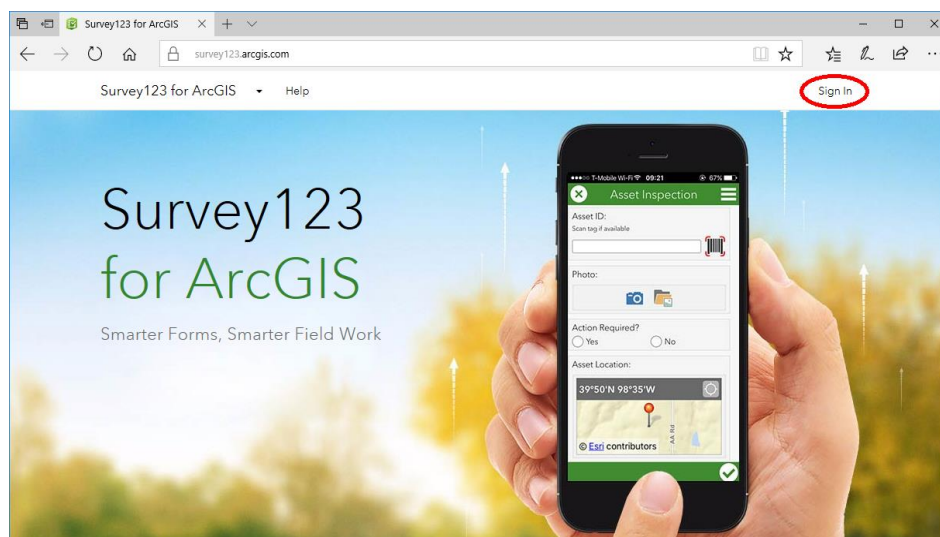 Survey123 for ArcGIS
survey123.arcgis.com
Survey123 for ArcGIS Help Sign In
Survey123
for ArcGIS
Smarter Forms, Smarter Field Work
T-Mobile Wi-Fi 09:21 67%
Asset Inspection
Asset ID:
Scan tag if available
Photo:
Action Required?
Yes No
Asset Location:
39°50'N 98°35'W
AA Rd
© Esri contributors